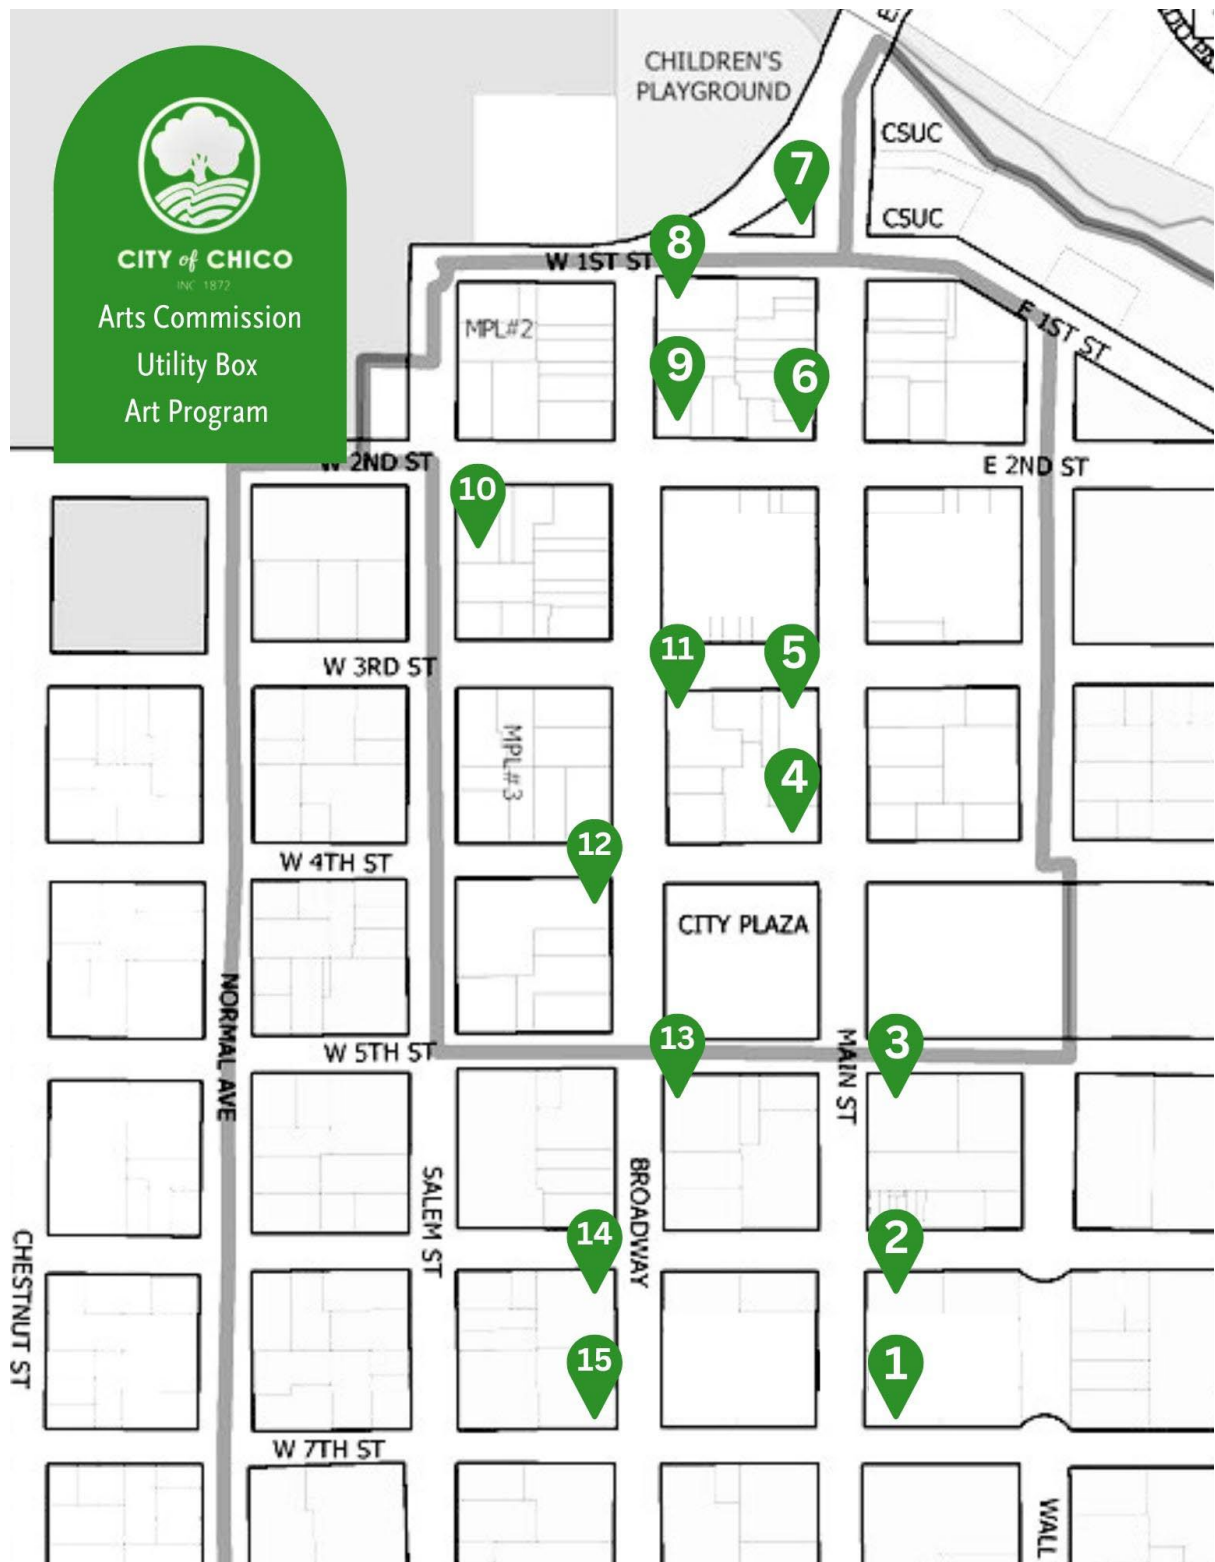 CHILDREN'S
PLAYGROUND
CSUC
CSUC
CITY of CHICO
INC 1872
Arts Commission
Utility Box
Art Program
7
8
W 1ST ST
E 1ST ST
MPL#2
9
6
W 2ND ST
E 2ND ST
10
11
5
W 3RD ST
MPL#3
4
12
W 4TH ST
CITY PLAZA
NORMAL AVE
W 5TH ST
13
MAIN ST
3
SALEM ST
BROADWAY
14
2
CHESTNUT ST
15
1
W 7TH ST
WALL